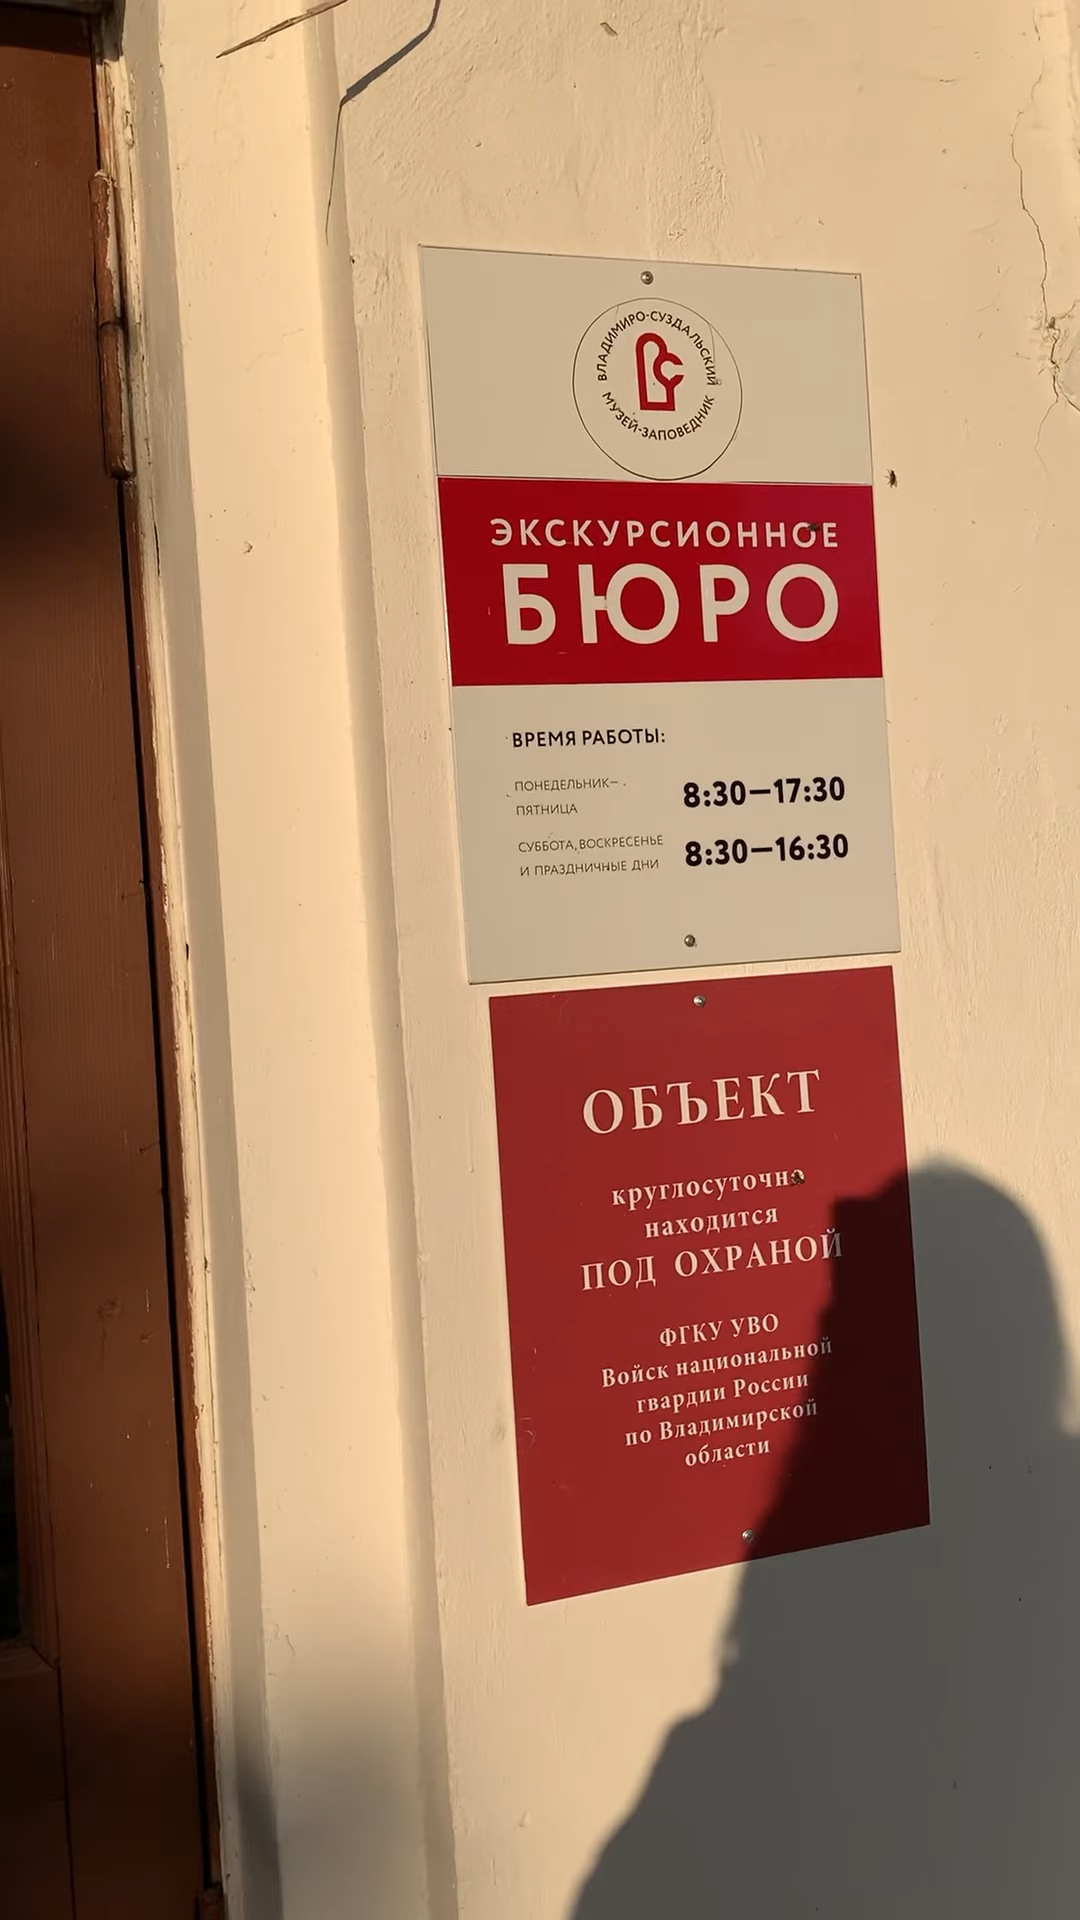 ВЛАДИМИРО-СУЗДАЛЬСКИЙ
МУЗЕЙ-ЗАПОВЕДНИК
ЭКСКУРСИОННОЕ
БЮРО
ВРЕМЯ РАБОТЫ:
ПОНЕДЕЛЬНИК–
ПЯТНИЦА
8:30—17:30
СУББОТА, ВОСКРЕСЕНЬЕ
И ПРАЗДНИЧНЫЕ ДНИ
8:30—16:30
ОБЪЕКТ
круглосуточно
находится
ПОД ОХРАНОЙ
ФГКУ УВО
Войск национальной
гвардии России
по Владимирской
области